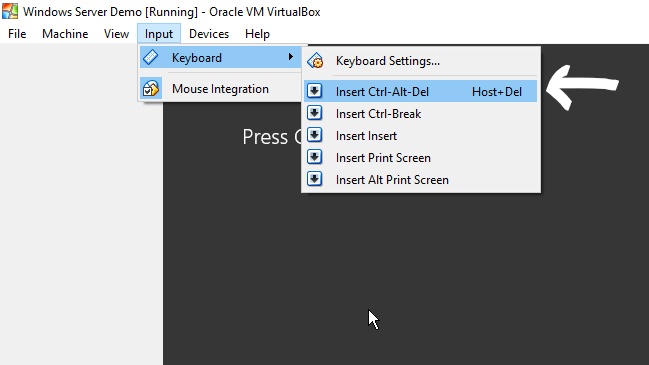 Windows Server Demo [Running] - Oracle VM VirtualBox
File Machine View Input Devices Help
Keyboard
Mouse Integration
Keyboard Settings...
Insert Ctrl-Alt-Del Host+Del
Insert Ctrl-Break
Insert Insert
Insert Print Screen
Insert Alt Print Screen
Press